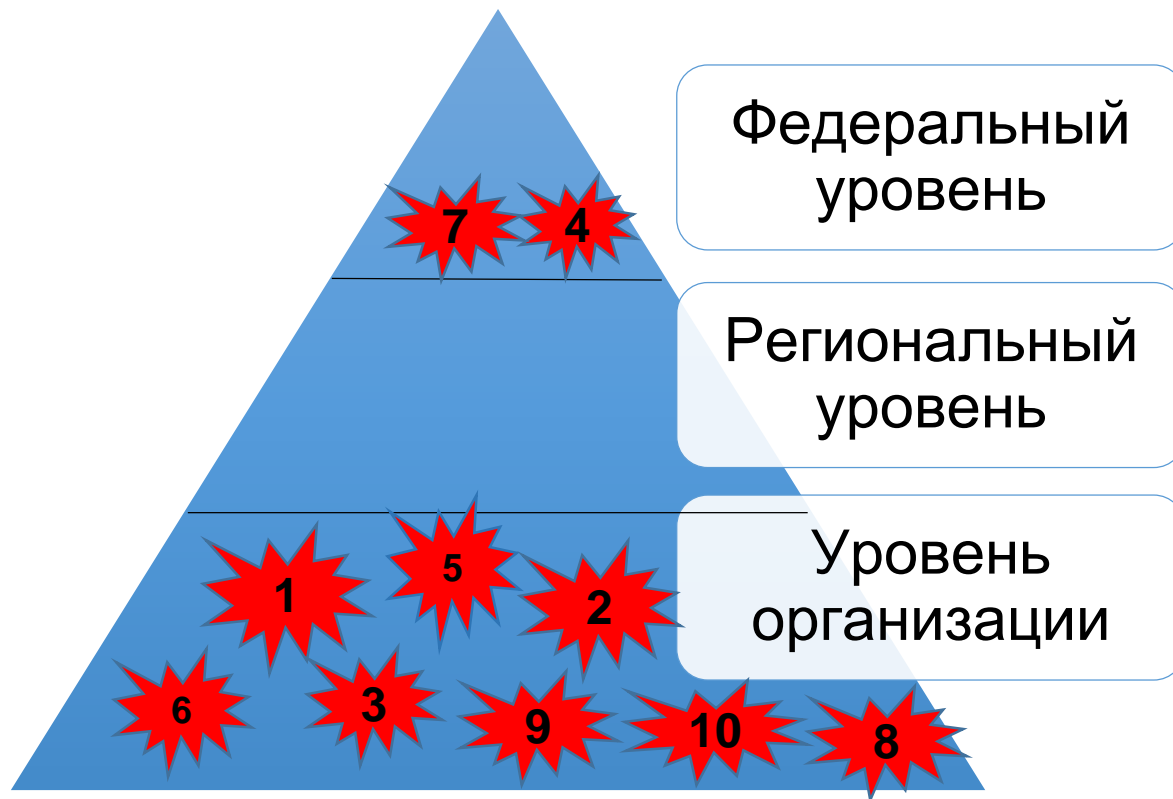 Федеральный
уровень
7 4
Региональный
уровень
Уровень
организации
1 5 2
6 3 9 10 8